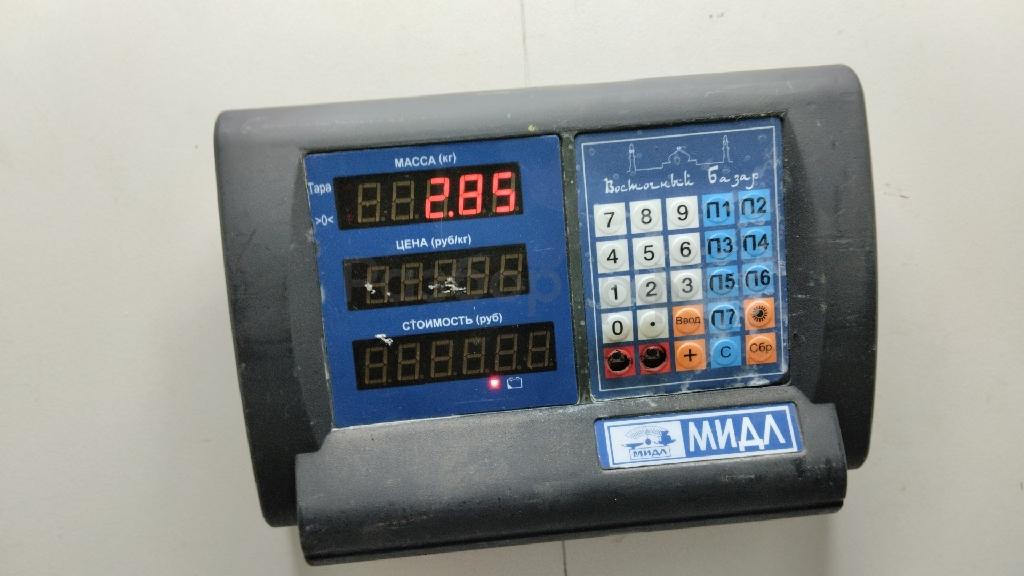 МАССА (кг)
Тара
2.85
>0<
ЦЕНА (руб/кг)
СТОИМОСТЬ (руб)
Восточный Базар
7 8 9 П1 П2
4 5 6 П3 П4
1 2 3 П5 П6
0 . Ввод П7
+ С Сбр
МИДЛ МИДЛ